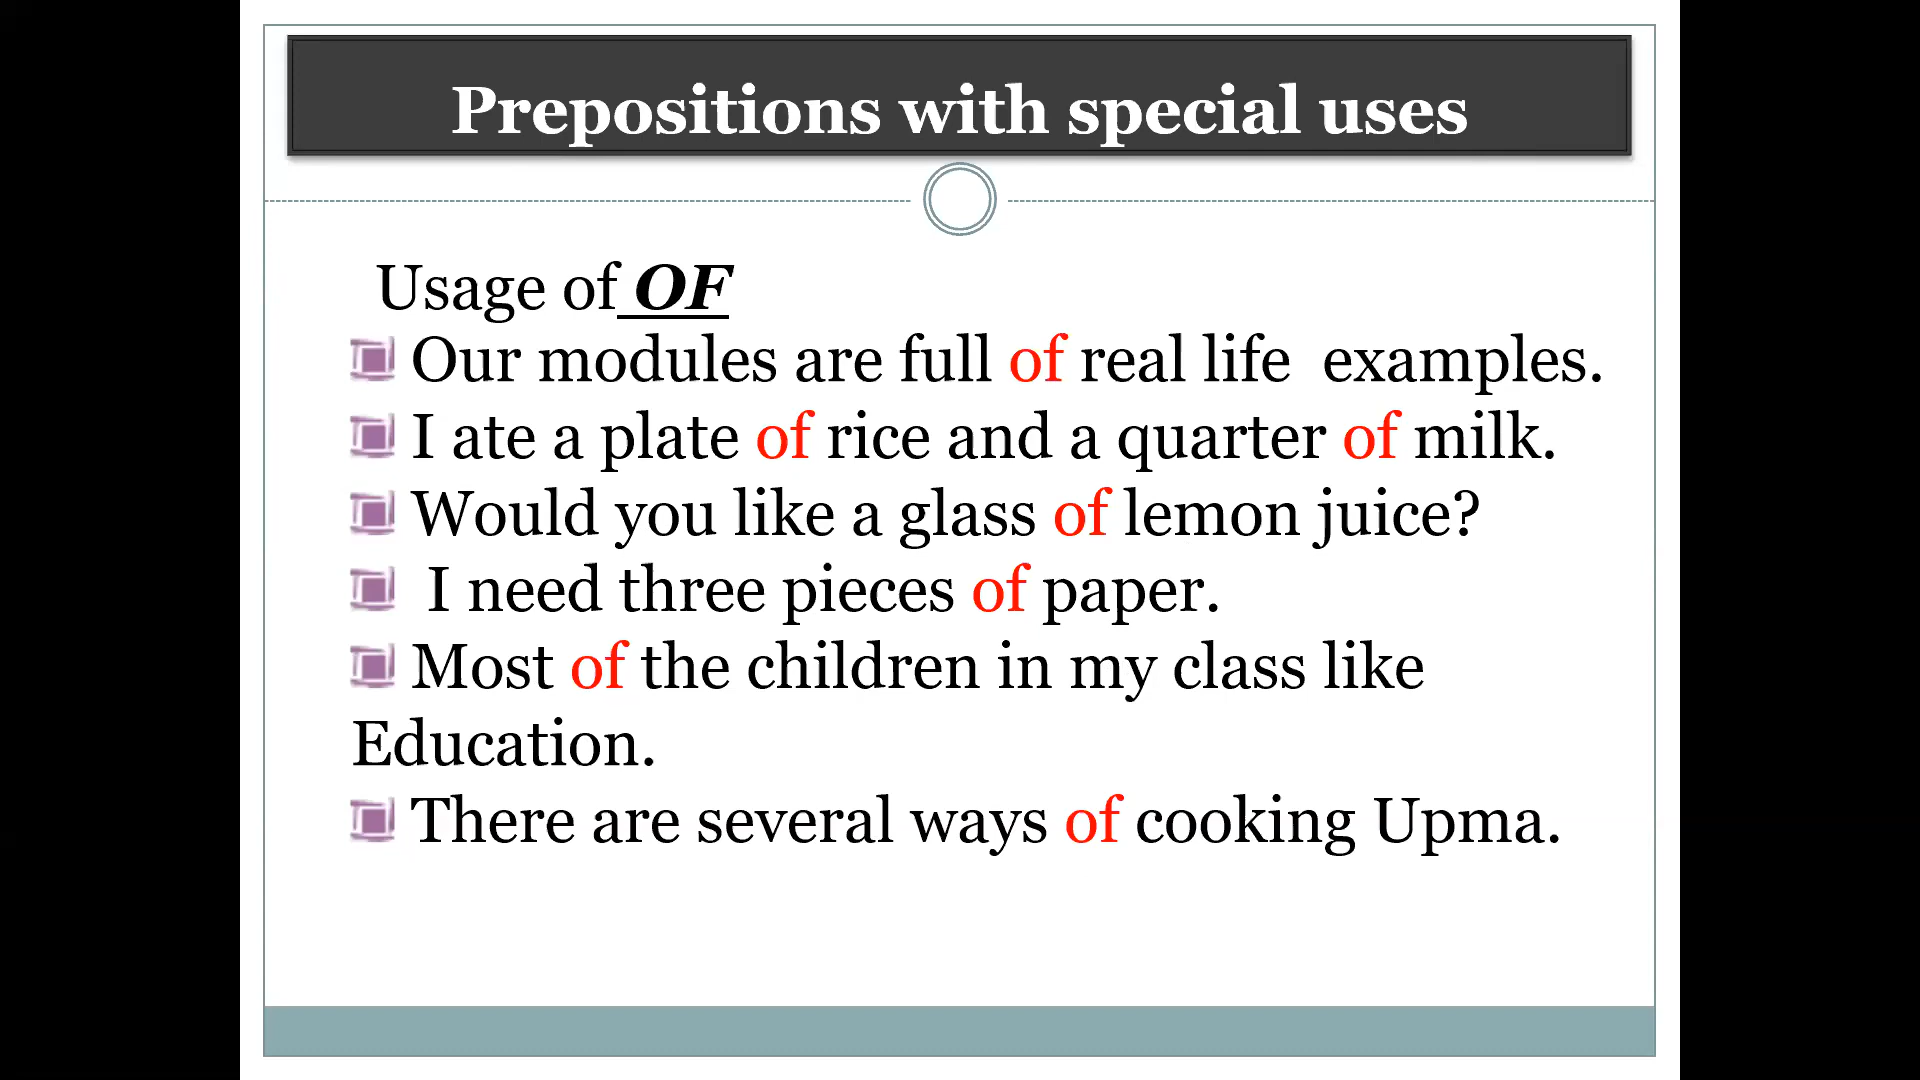 Prepositions with special uses
Usage of OF
Our modules are full of real life  examples.
I ate a plate of rice and a quarter of milk.
Would you like a glass of lemon juice?
I need three pieces of paper.
Most of the children in my class like
Education.
There are several ways of cooking Upma.